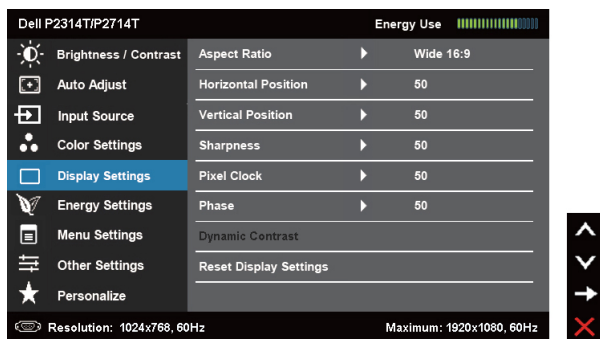 Dell P2314T/P2714T Energy Use
Brightness / Contrast Aspect Ratio Wide 16:9
Auto Adjust Horizontal Position 50
Input Source Vertical Position 50
Color Settings Sharpness 50
Display Settings Pixel Clock 50
Energy Settings Phase 50
Menu Settings Dynamic Contrast
Other Settings Reset Display Settings
Personalize
Resolution: 1024x768, 60Hz Maximum: 1920x1080, 60Hz